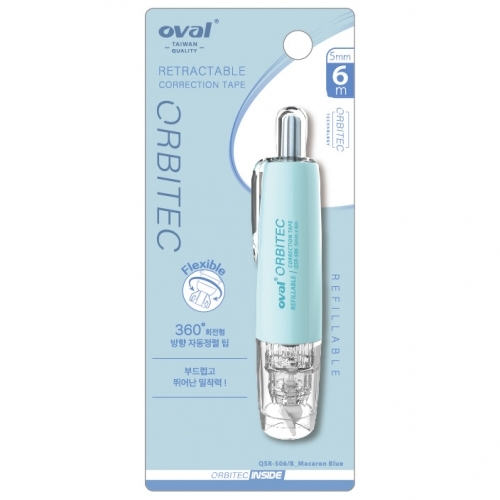 oval®
TAIWAN
QUALITY
RETRACTABLE
CORRECTION TAPE
ORBITEC
5mm
6
m
ORBITEC
TECHNOLOGY
Flexible
360° 회전형
방향 자동정렬 팁
부드럽고
뛰어난 밀착력 !
oval® ORBITEC
REFILLABLE | CORRECTION TAPE
REFILLABLE
QSR-506/B_Macaron Blue
ORBITEC INSIDE